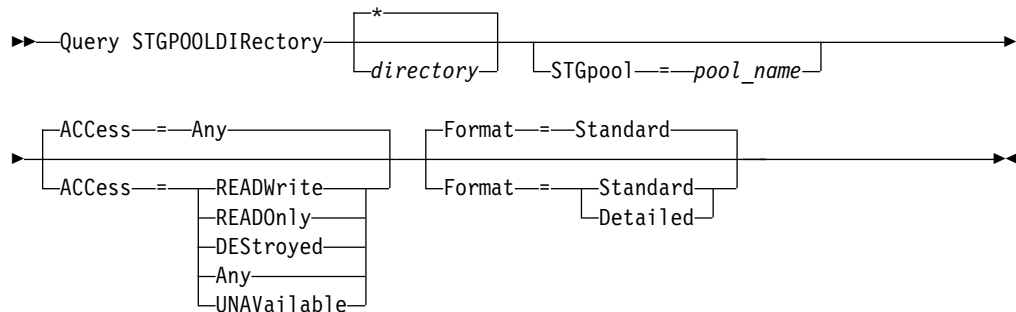 *
Query STGPOOLDIRectory
directory
STGpool = pool_name
ACCess = Any
Format = Standard
ACCess = READWrite
Format = Standard
READOnly
Detailed
DEStroyed
Any
UNAVailable